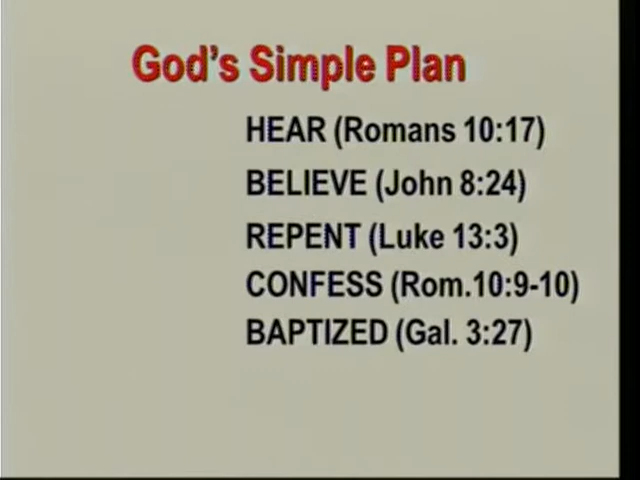 God's Simple Plan
HEAR (Romans 10:17)
BELIEVE (John 8:24)
REPENT (Luke 13:3)
CONFESS (Rom.10:9-10)
BAPTIZED (Gal. 3:27)